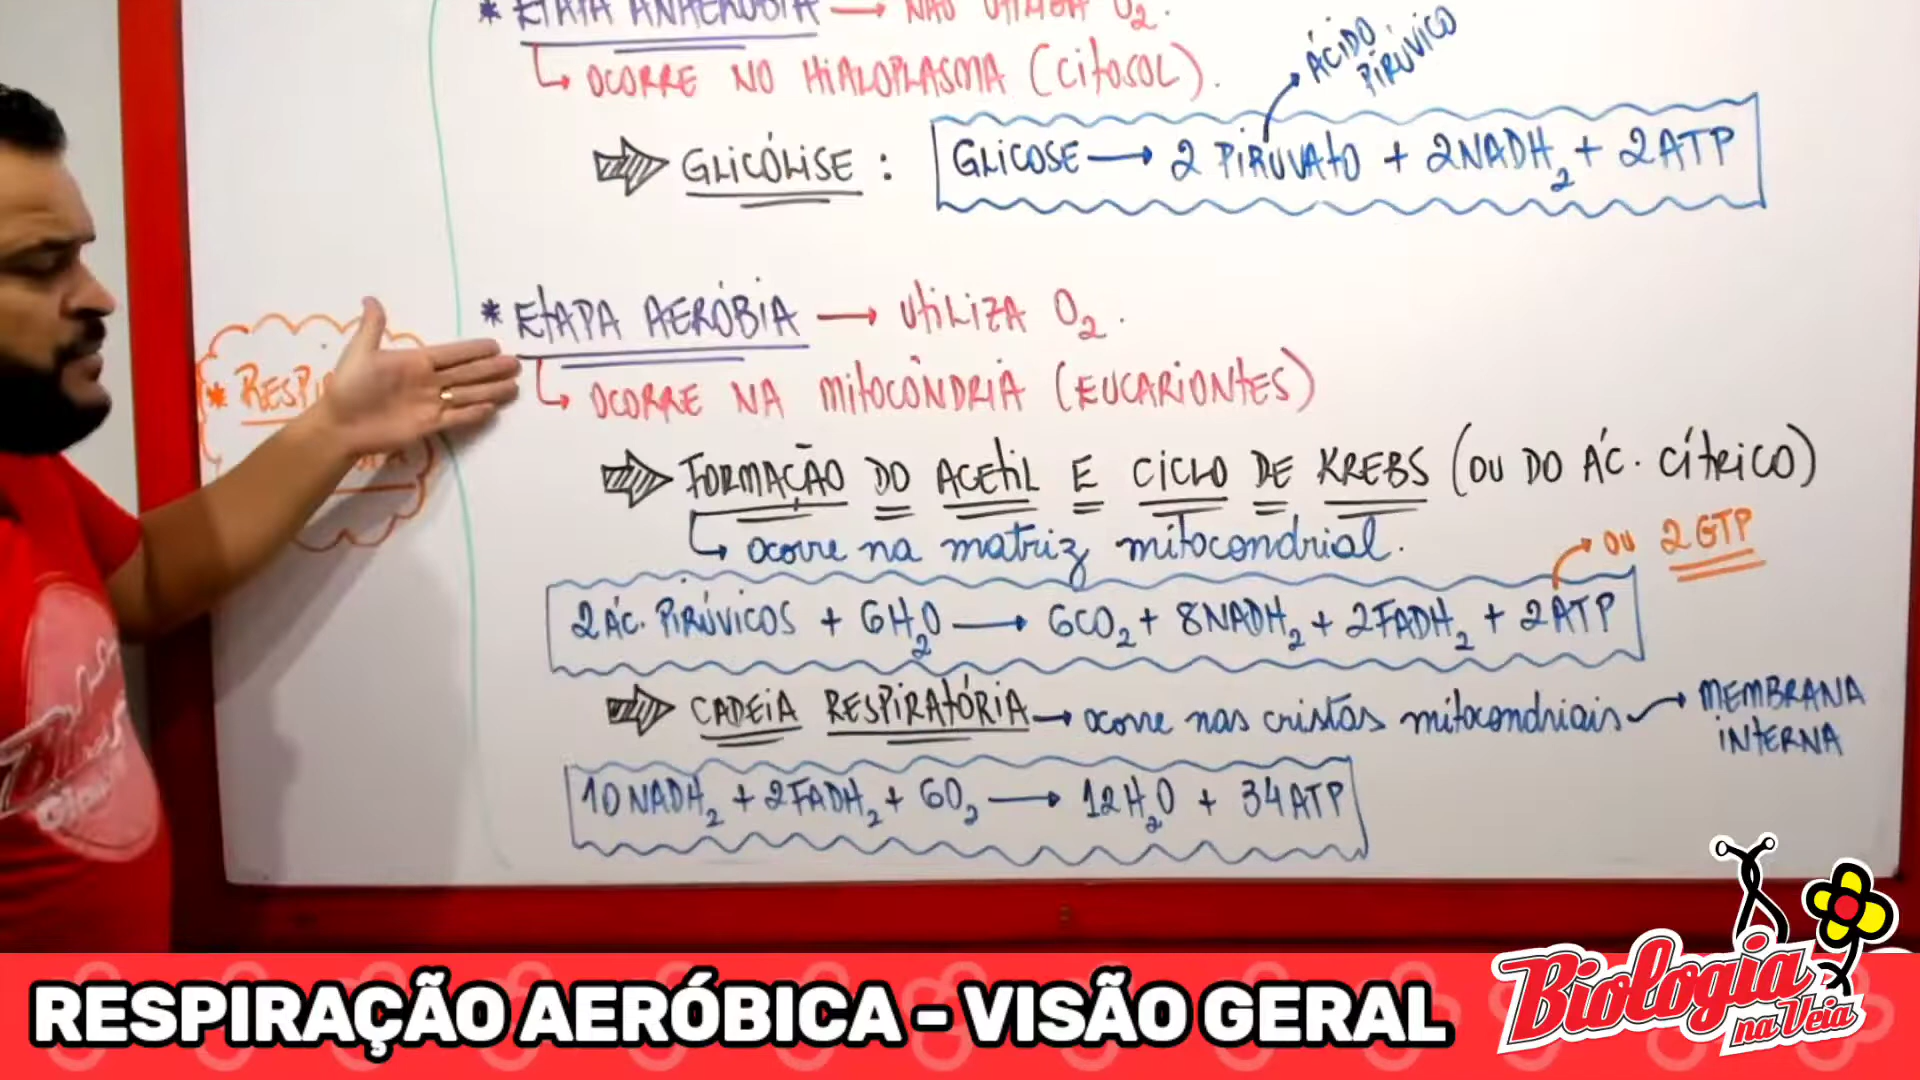 * ETAPA ANAERÓBIA → NÃO UTILIZA O₂.
↳ OCORRE NO HIALOPLASMA (CITOSOL).
ÁCIDO
PIRÚVICO
⇒ GLICÓLISE :
GLICOSE → 2 PIRUVATO + 2NADH₂ + 2ATP
* ETAPA AERÓBIA → UTILIZA O₂.
↳ OCORRE NA MITOCÔNDRIA (EUCARIONTES)
⇒ FORMAÇÃO DO ACETIL E CICLO DE KREBS (OU DO ÁC. CÍTRICO)
↳ ocorre na matriz mitocondrial.
OU 2 GTP
2 ÁC. PIRÚVICOS + 6H₂O → 6CO₂ + 8NADH₂ + 2FADH₂ + 2ATP
⇒ CADEIA RESPIRATÓRIA → ocorre nas cristas mitocondriais → MEMBRANA
INTERNA
10NADH₂ + 2FADH₂ + 6O₂ → 12H₂O + 34ATP
* RESPI
RESPIRAÇÃO AERÓBICA - VISÃO GERAL
Biologia
na Veia